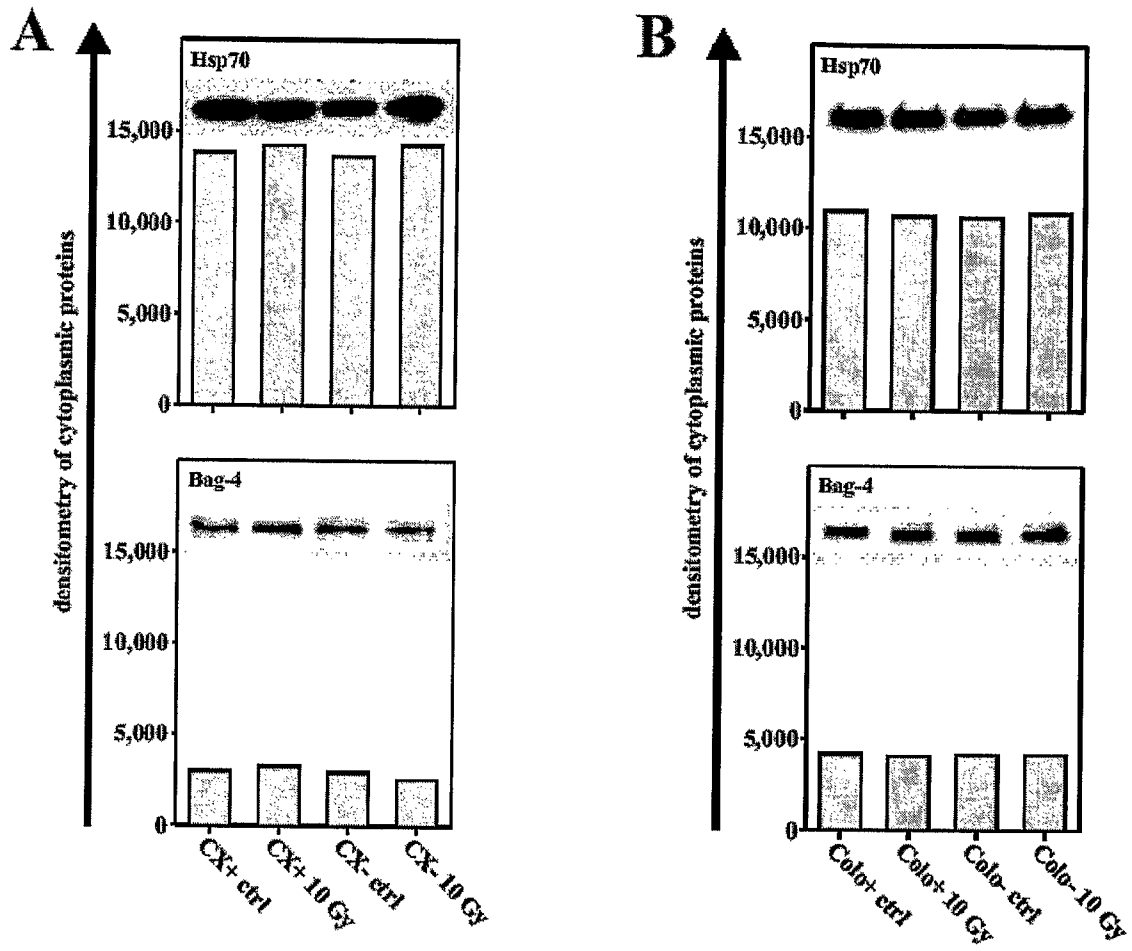 A
densitometry of cytoplasmic proteins
Hsp70
15,000
10,000
5,000
0
Bag-4
15,000
10,000
5,000
0
CX+ ctrl
CX+ 10 Gy
CX- ctrl
CX- 10 Gy
B
densitometry of cytoplasmic proteins
Hsp70
15,000
10,000
5,000
0
Bag-4
15,000
10,000
5,000
0
Colo+ ctrl
Colo+ 10 Gy
Colo- ctrl
Colo- 10 Gy